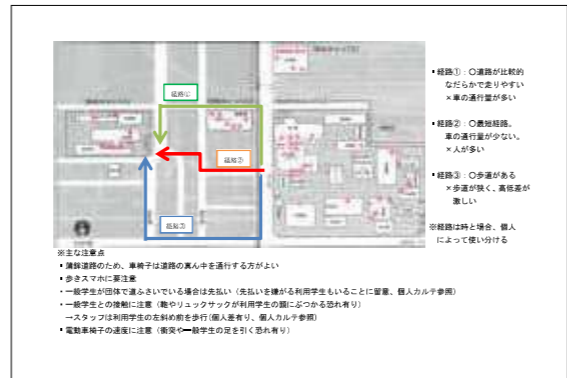 経路①
経路②
経路③
▪経路①：〇道路が比較的
なだらかで走りやすい
×車の通行量が多い
▪経路②：〇最短経路。
車の通行量が少ない。
×人が多い
▪経路③：〇歩道がある
×歩道が狭く、高低差が
激しい
※経路は時と場合、個人
によって使い分ける
※主な注意点
▪蒲鉾道路のため、車椅子は道路の真ん中を通行する方がよい
▪歩きスマホに要注意
・一般学生が団体で道ふさいでいる場合は先払い（先払いを嫌がる利用学生もいることに留意、個人カルテ参照）
・一般学生との接触に注意（鞄やリュックサックが利用学生の頭にぶつかる恐れ有り）
→スタッフは利用学生の左斜め前を歩行(個人差有り、個人カルテ参照)
▪電動車椅子の速度に注意（衝突や一般学生の足を引く恐れ有り）